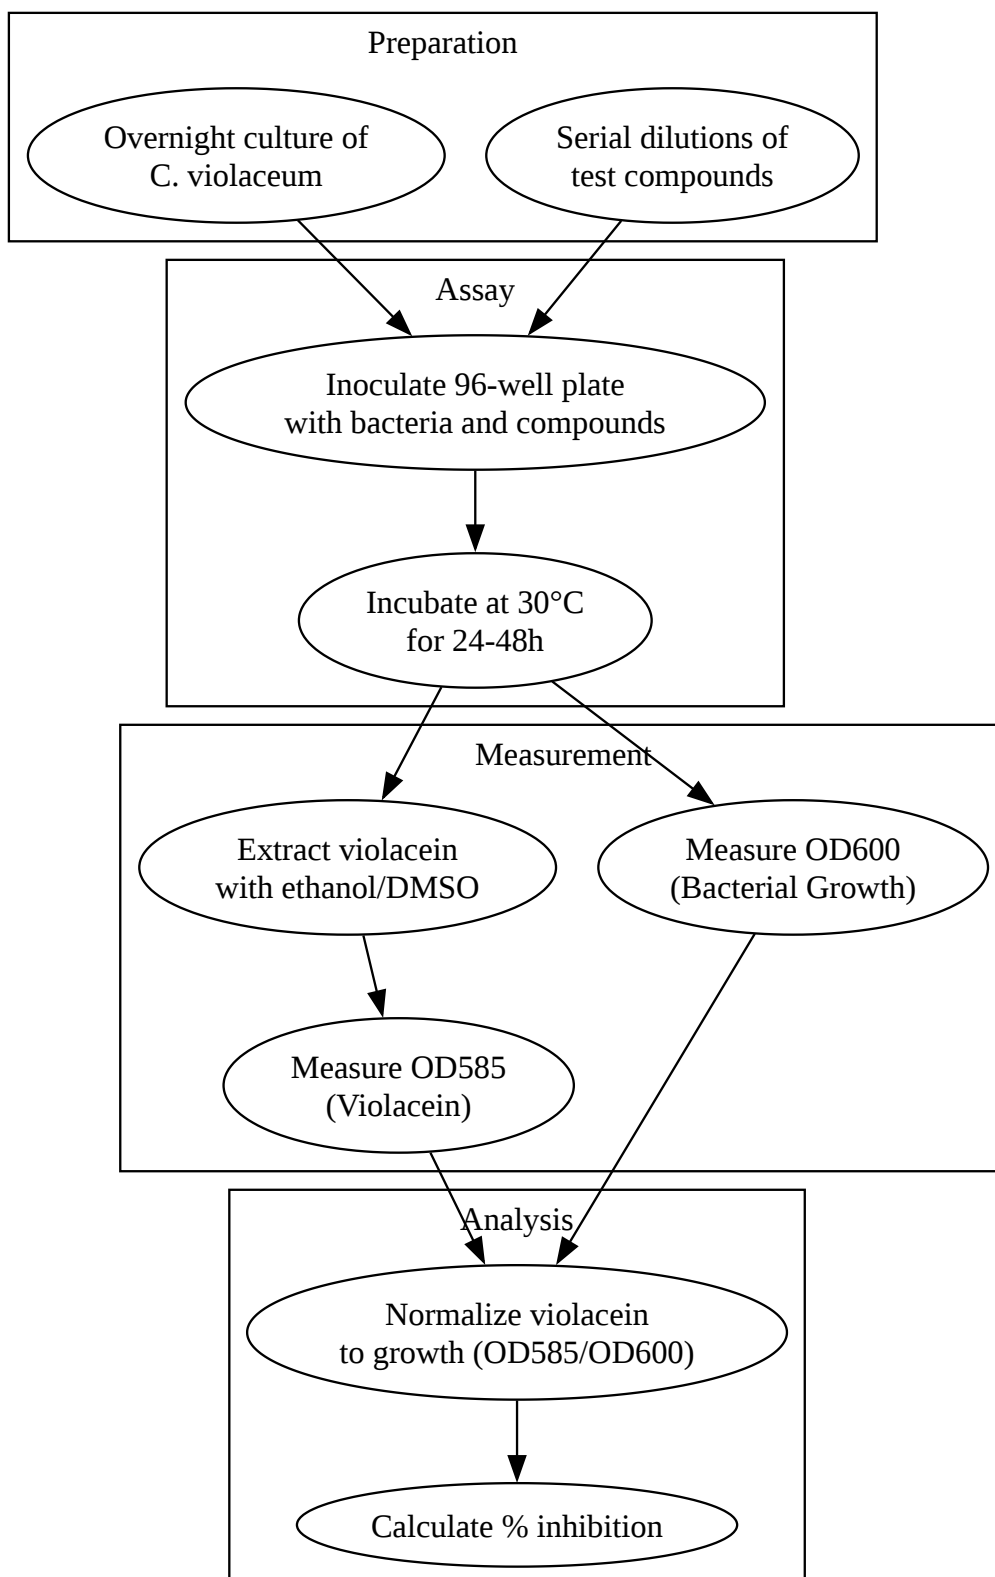 Preparation
Overnight culture of
C. violaceum
Serial dilutions of
test compounds
Assay
Inoculate 96-well plate
with bacteria and compounds
Incubate at 30°C
for 24-48h
Measurement
Extract violacein
with ethanol/DMSO
Measure OD600
(Bacterial Growth)
Measure OD585
(Violacein)
Analysis
Normalize violacein
to growth (OD585/OD600)
Calculate % inhibition